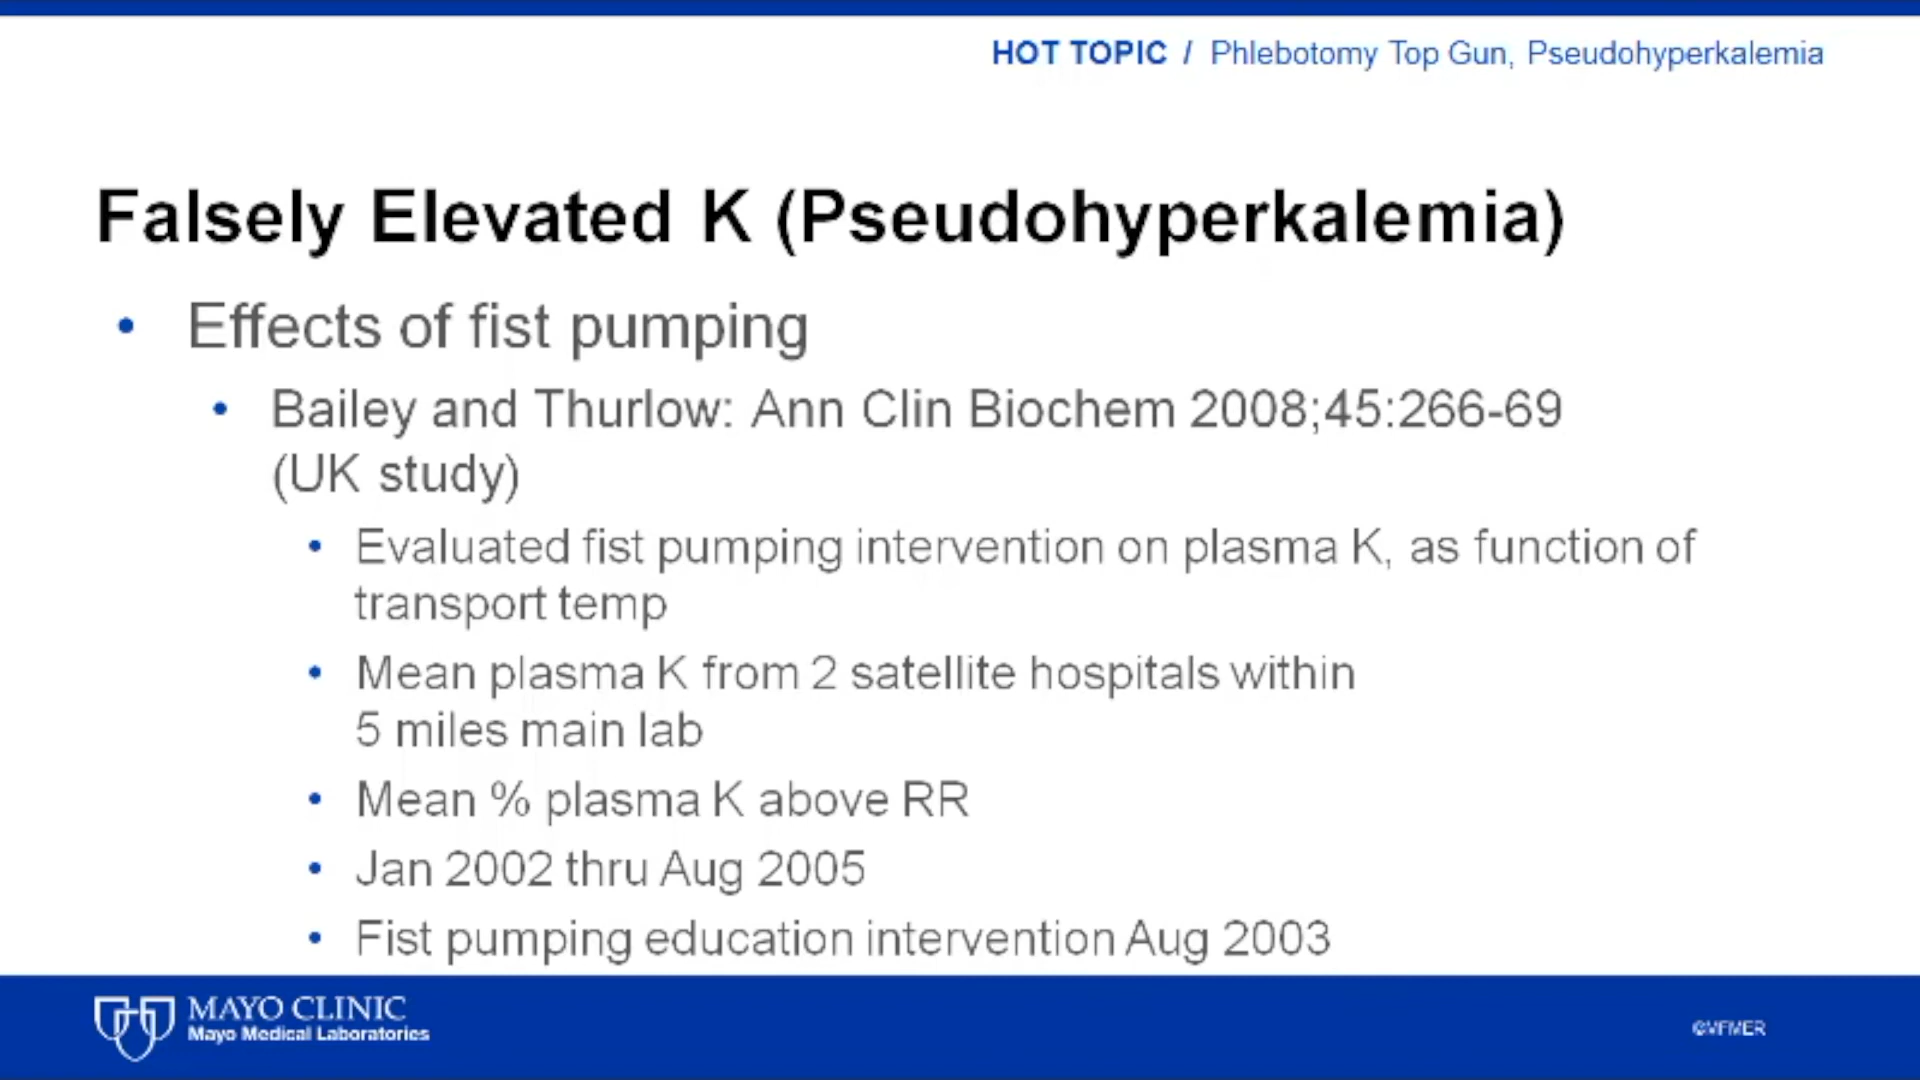 HOT TOPIC / Phlebotomy Top Gun, Pseudohyperkalemia
Falsely Elevated K (Pseudohyperkalemia)
• Effects of fist pumping
• Bailey and Thurlow: Ann Clin Biochem 2008;45:266-69
(UK study)
• Evaluated fist pumping intervention on plasma K, as function of
transport temp
• Mean plasma K from 2 satellite hospitals within
5 miles main lab
• Mean % plasma K above RR
• Jan 2002 thru Aug 2005
• Fist pumping education intervention Aug 2003
MAYO CLINIC
Mayo Medical Laboratories
©MFMER